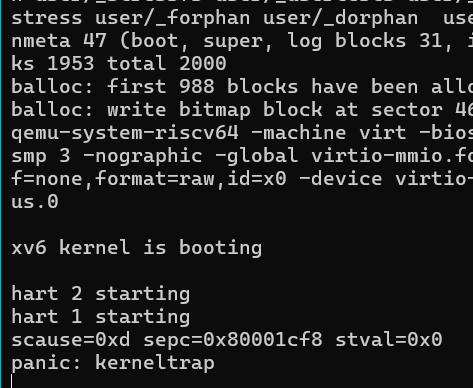 stress user/_forphan user/_dorphan use
nmeta 47 (boot, super, log blocks 31, i
ks 1953 total 2000
balloc: first 988 blocks have been allo
balloc: write bitmap block at sector 46
qemu-system-riscv64 -machine virt -bios
smp 3 -nographic -global virtio-mmio.fo
f=none,format=raw,id=x0 -device virtio-
us.0
xv6 kernel is booting
hart 2 starting
hart 1 starting
scause=0xd sepc=0x80001cf8 stval=0x0
panic: kerneltrap